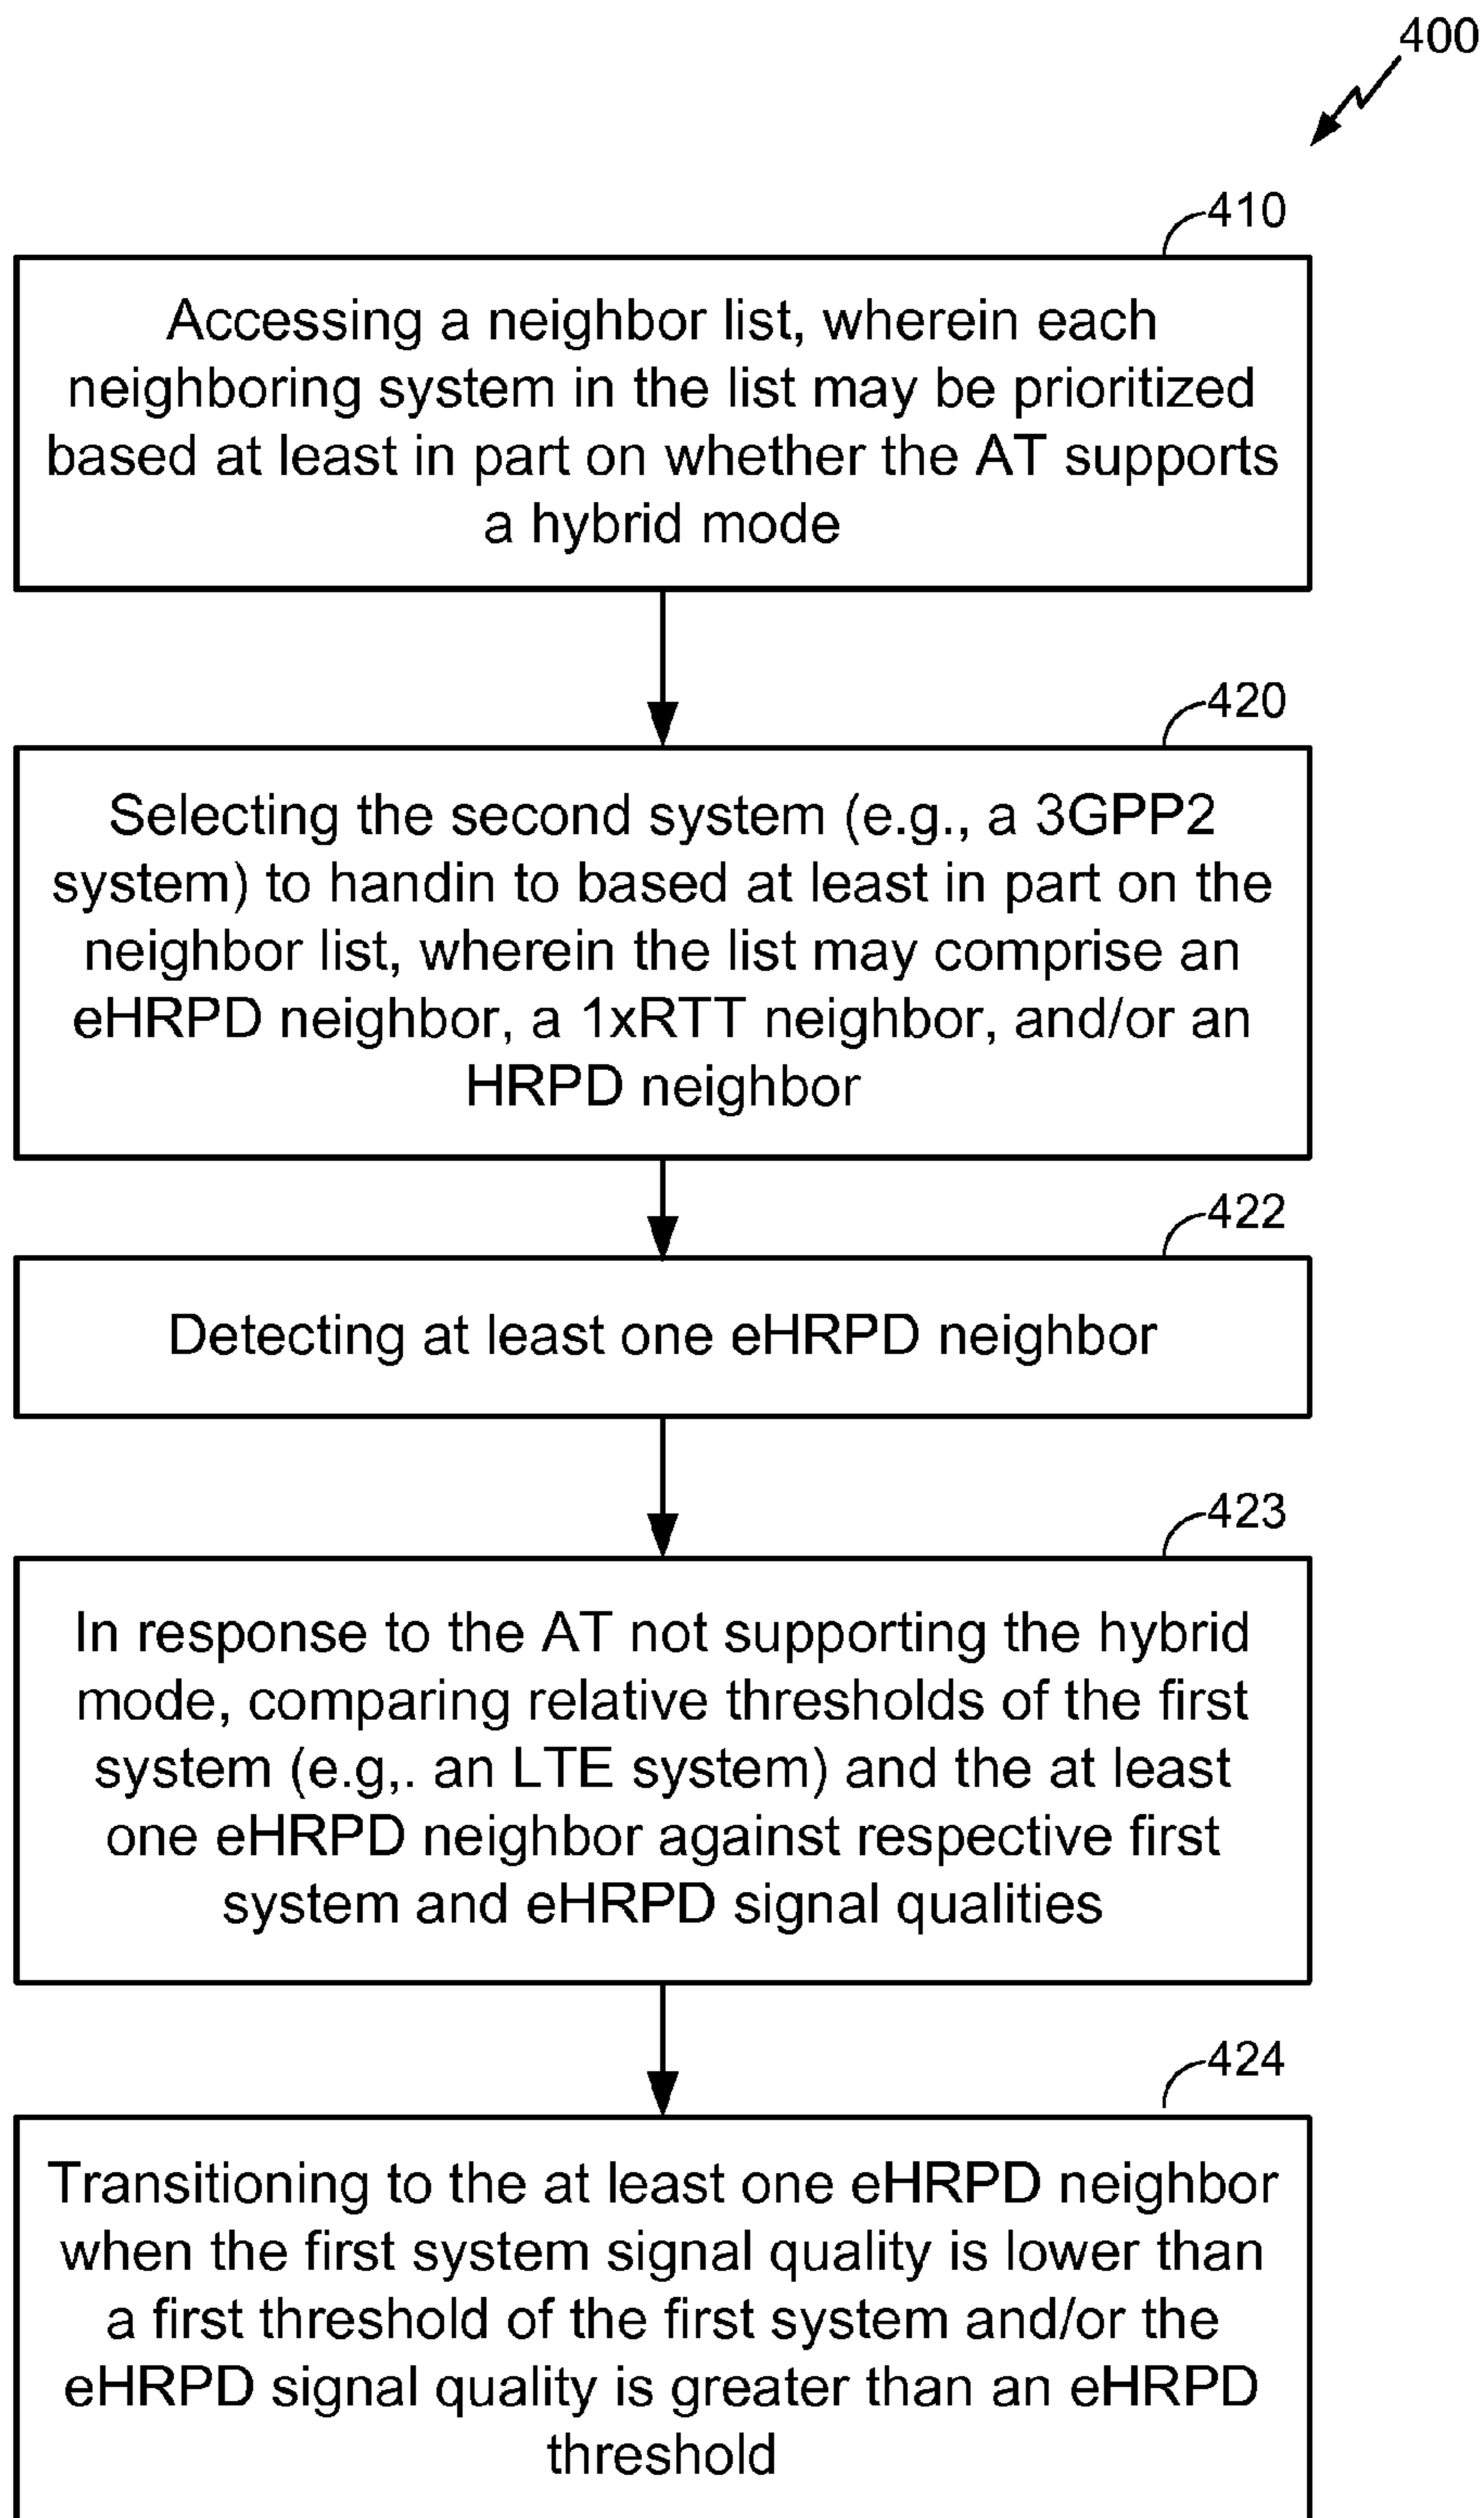 400
410
Accessing a neighbor list, wherein each
neighboring system in the list may be prioritized
based at least in part on whether the AT supports
a hybrid mode
420
Selecting the second system (e.g., a 3GPP2
system) to handin to based at least in part on the
neighbor list, wherein the list may comprise an
eHRPD neighbor, a 1xRTT neighbor, and/or an
HRPD neighbor
422
Detecting at least one eHRPD neighbor
423
In response to the AT not supporting the hybrid
mode, comparing relative thresholds of the first
system (e.g,. an LTE system) and the at least
one eHRPD neighbor against respective first
system and eHRPD signal qualities
424
Transitioning to the at least one eHRPD neighbor
when the first system signal quality is lower than
a first threshold of the first system and/or the
eHRPD signal quality is greater than an eHRPD
threshold